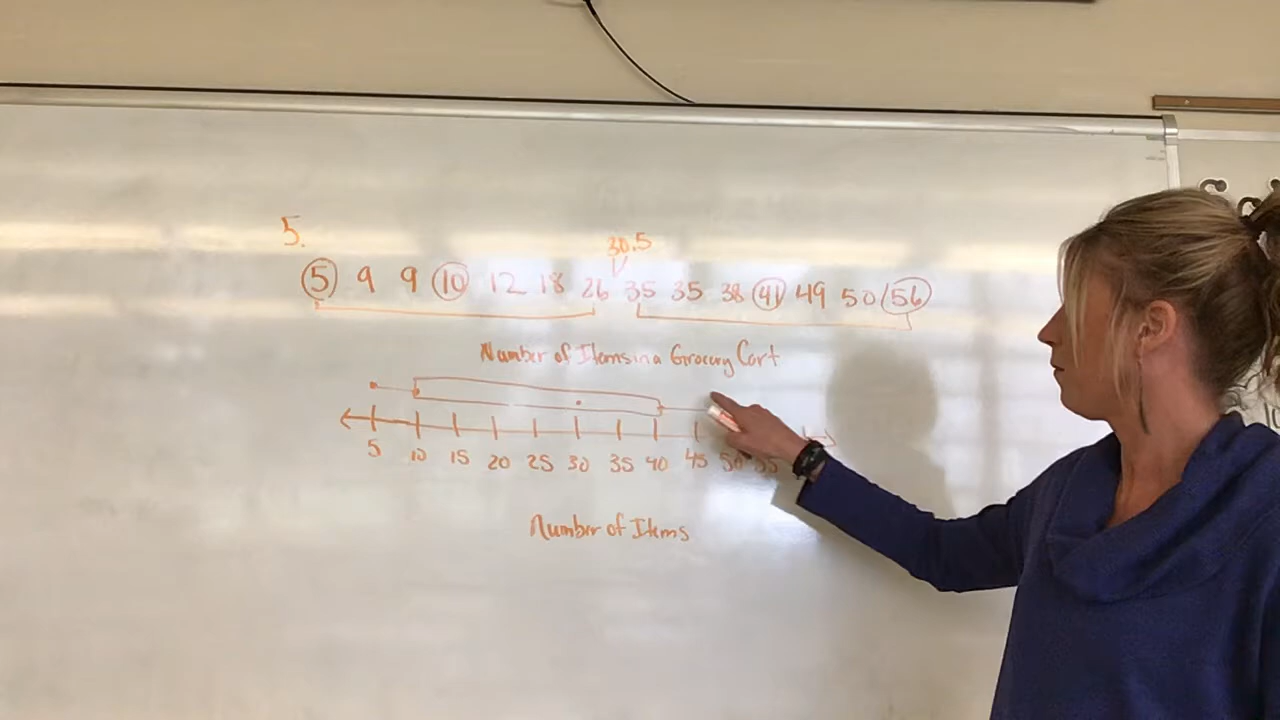 5.
30.5
5 9 9 10 12 18 26 35 35 38 41 49 50 56
Number of Items in a Grocery Cart
5 10 15 20 25 30 35 40 45 50 55
Number of Items